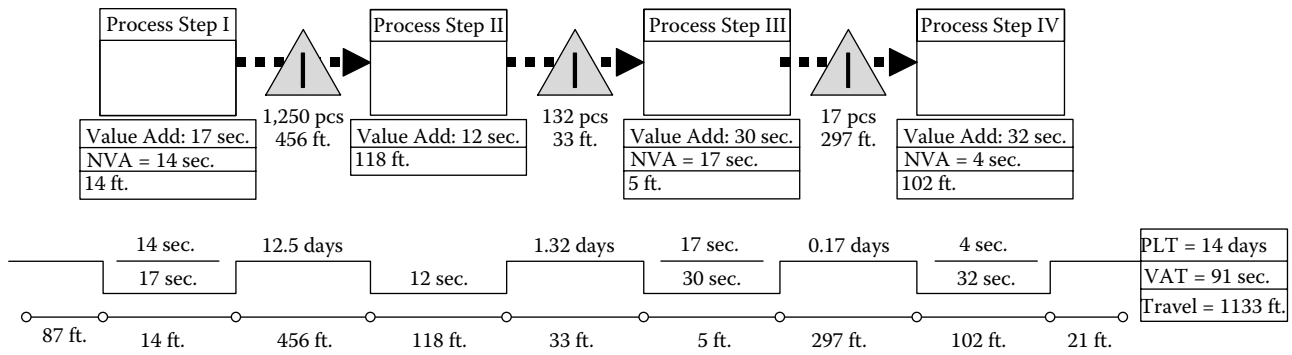 Process Step I
Process Step II
Process Step III
Process Step IV
1,250 pcs
456 ft.
132 pcs
33 ft.
17 pcs
297 ft.
Value Add: 17 sec.
NVA = 14 sec.
14 ft.
Value Add: 12 sec.
118 ft.
Value Add: 30 sec.
NVA = 17 sec.
5 ft.
Value Add: 32 sec.
NVA = 4 sec.
102 ft.
14 sec.
12.5 days
1.32 days
17 sec.
0.17 days
4 sec.
17 sec.
12 sec.
30 sec.
32 sec.
PLT = 14 days
VAT = 91 sec.
Travel = 1133 ft.
87 ft.
14 ft.
456 ft.
118 ft.
33 ft.
5 ft.
297 ft.
102 ft.
21 ft.